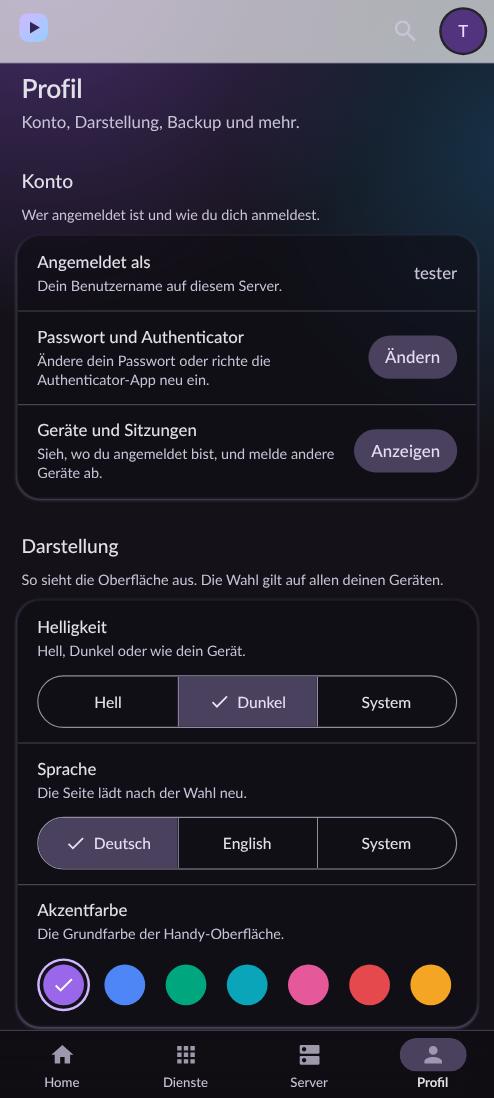 T
Profil
Konto, Darstellung, Backup und mehr.
Konto
Wer angemeldet ist und wie du dich anmeldest.
Angemeldet als
Dein Benutzername auf diesem Server.
tester
Passwort und Authenticator
Ändere dein Passwort oder richte die
Authenticator-App neu ein.
Ändern
Geräte und Sitzungen
Sieh, wo du angemeldet bist, und melde andere
Geräte ab.
Anzeigen
Darstellung
So sieht die Oberfläche aus. Die Wahl gilt auf allen deinen Geräten.
Helligkeit
Hell, Dunkel oder wie dein Gerät.
Hell Dunkel System
Sprache
Die Seite lädt nach der Wahl neu.
Deutsch English System
Akzentfarbe
Die Grundfarbe der Handy-Oberfläche.
Home Dienste Server Profil